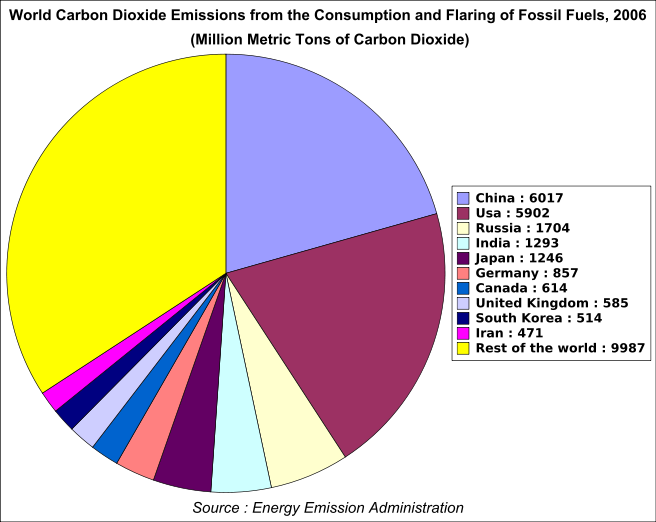 World Carbon Dioxide Emissions from the Consumption and Flaring of Fossil Fuels, 2006
(Million Metric Tons of Carbon Dioxide)
China : 6017
Usa : 5902
Russia : 1704
India : 1293
Japan : 1246
Germany : 857
Canada : 614
United Kingdom : 585
South Korea : 514
Iran : 471
Rest of the world : 9987
Source : Energy Emission Administration